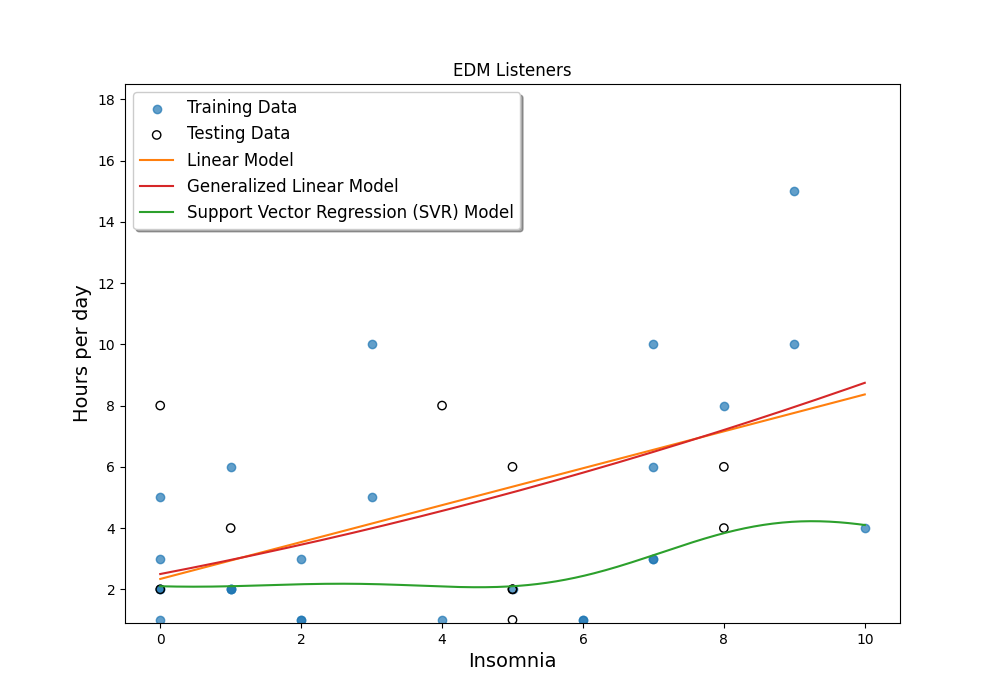 EDM Listeners
Training Data
Testing Data
Linear Model
Generalized Linear Model
Support Vector Regression (SVR) Model
18
16
14
12
10
8
6
4
2
Hours per day
0 2 4 6 8 10
Insomnia